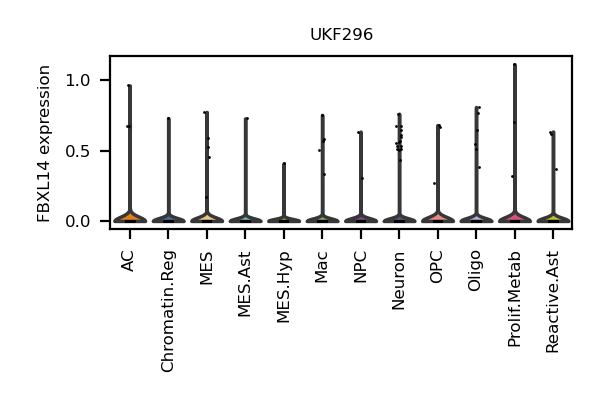 UKF296
FBXL14 expression
1.0
0.5
0.0
AC
Chromatin.Reg
MES
MES.Ast
MES.Hyp
Mac
NPC
Neuron
OPC
Oligo
Prolif.Metab
Reactive.Ast